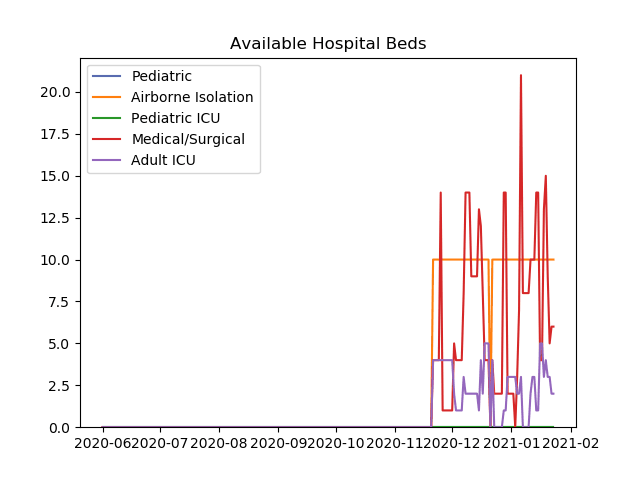 Available Hospital Beds
Pediatric
Airborne Isolation
Pediatric ICU
Medical/Surgical
Adult ICU
20.0
17.5
15.0
12.5
10.0
7.5
5.0
2.5
0.0
2020-06 2020-07 2020-08 2020-09 2020-10 2020-11 2020-12 2021-01 2021-02